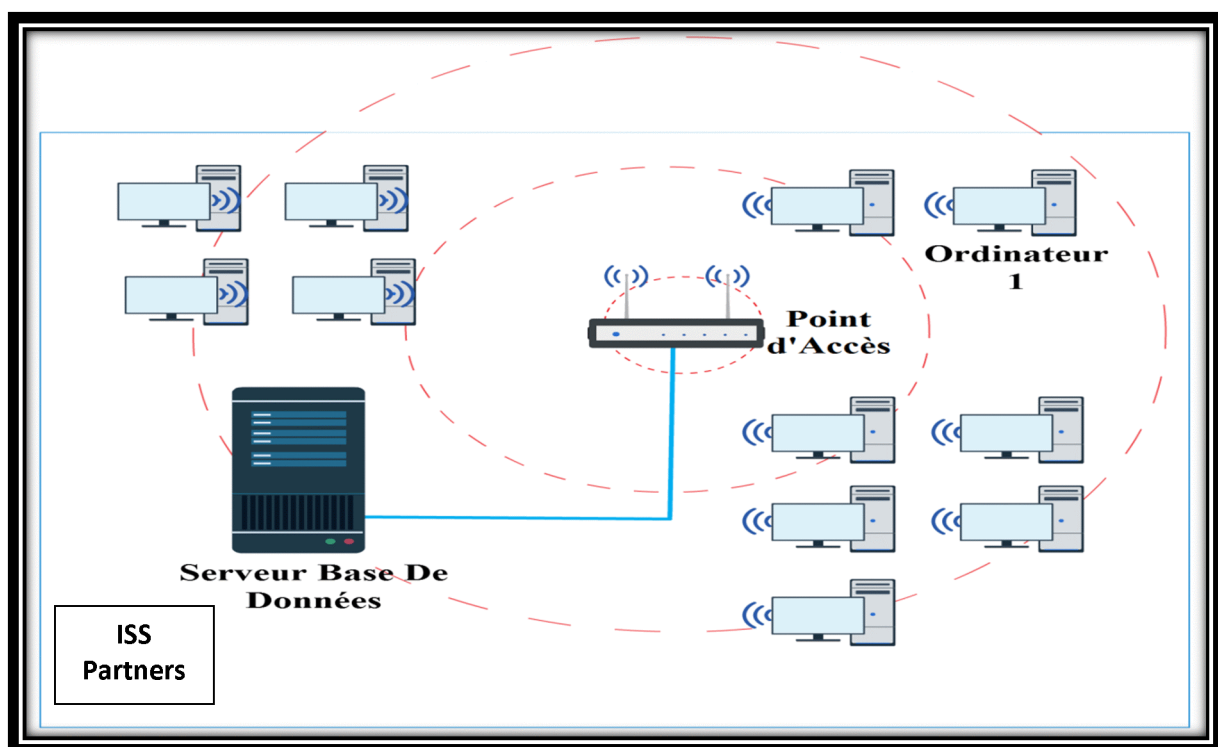 Ordinateur
1
Point
d'Accès
Serveur Base De
Données
ISS
Partners